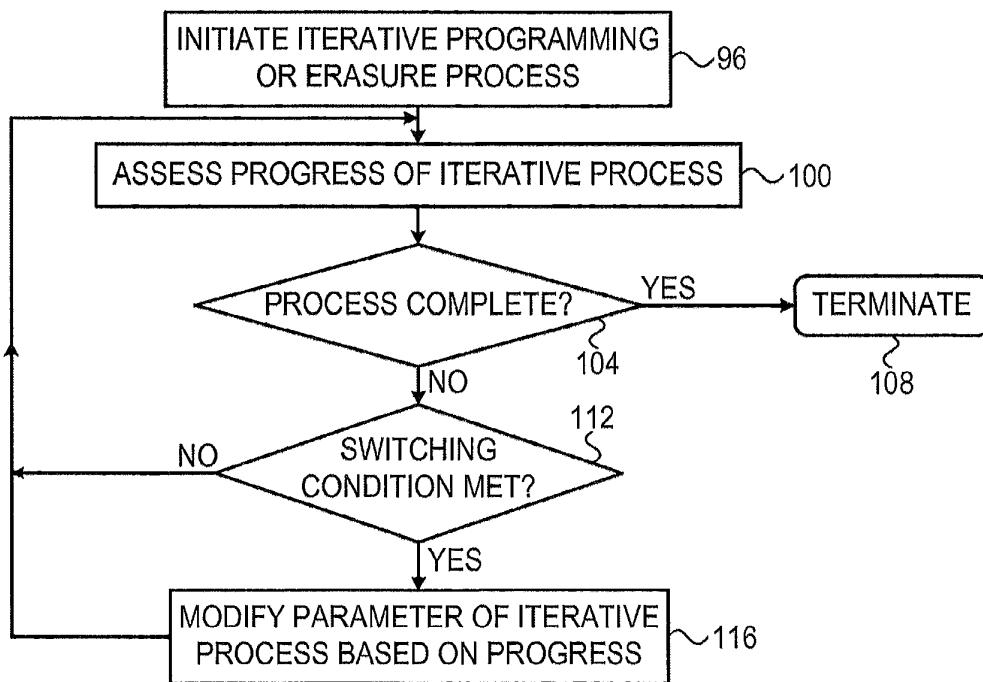 INITIATE ITERATIVE PROGRAMMING
OR ERASURE PROCESS
96
ASSESS PROGRESS OF ITERATIVE PROCESS
100
PROCESS COMPLETE?
YES
TERMINATE
104
108
NO
112
SWITCHING
CONDITION MET?
NO
YES
MODIFY PARAMETER OF ITERATIVE
PROCESS BASED ON PROGRESS
116